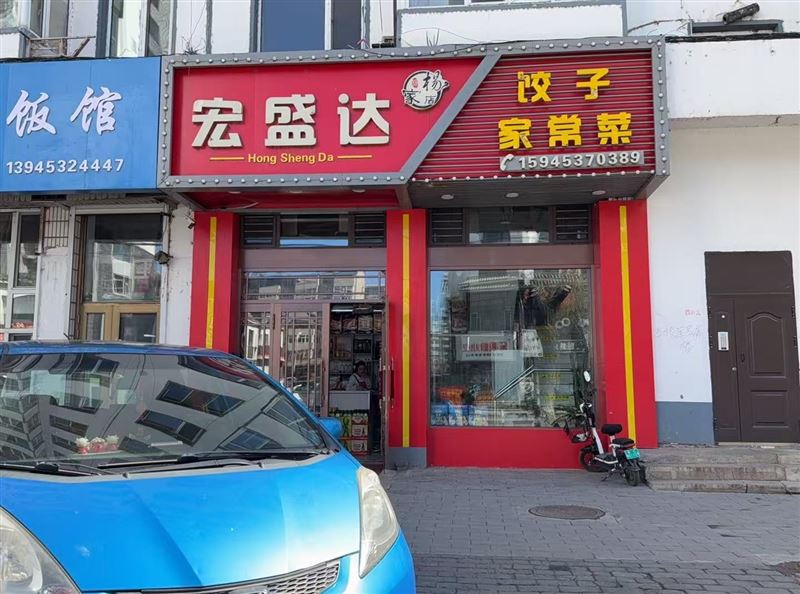 饭馆
13945324447
宏盛达
Hong Sheng Da
杨
家店
饺子
家常菜
15945370389